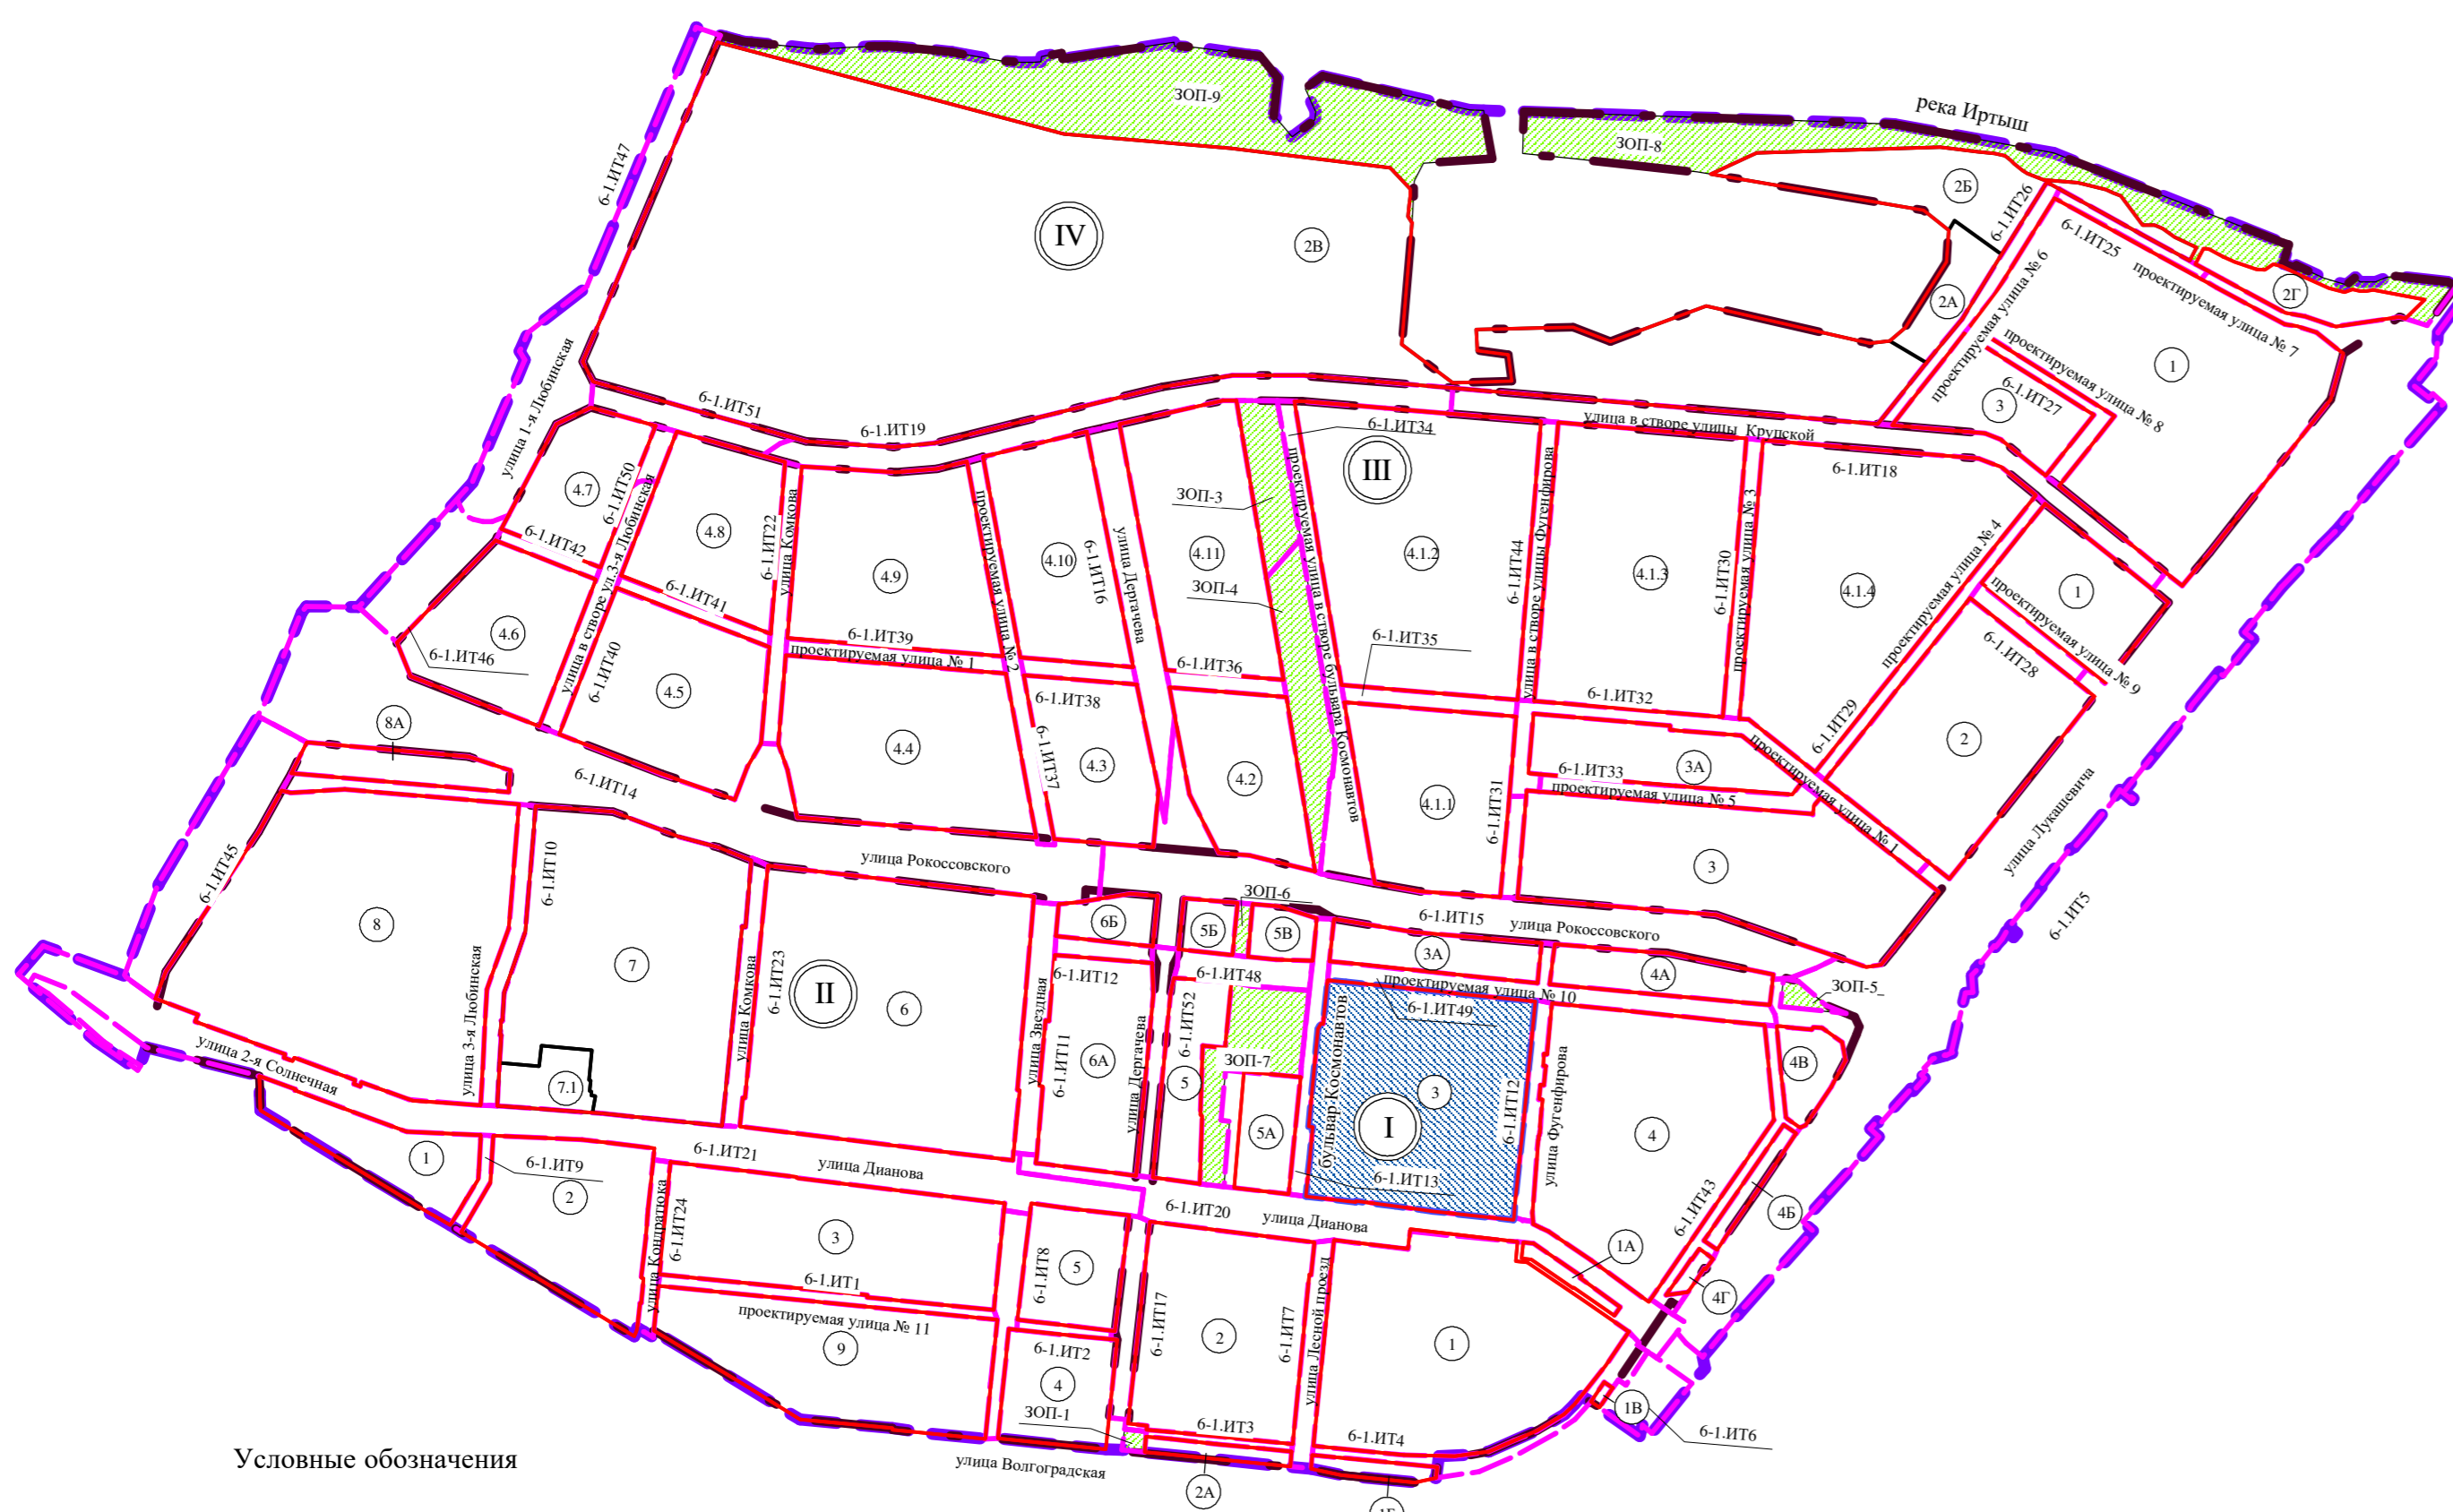 река Иртыш
ЗОП-9
ЗОП-8
6-1.ИТ47
IV
2В
2Б
6-1.ИТ26
6-1.ИТ25
проектируемая улица № 7
2Г
проектируемая улица № 6
2А
проектируемая улица № 8
6-1.ИТ27
3
1
улица 1-я Любинская
6-1.ИТ51
6-1.ИТ19
6-1.ИТ34
улица в створе улицы Крупской
6-1.ИТ18
III
4.7
6-1.ИТ50
улица в створе ул.3-я Любинская
4.8
6-1.ИТ22
улица Комкова
4.9
проектируемая улица № 2
4.10
6-1.ИТ16
улица Дергачева
4.11
ЗОП-3
ЗОП-4
проектируемая улица в створе бульвара Космонавтов
4.1.2
6-1.ИТ44
улица в створе улицы Фугенфирова
4.1.3
6-1.ИТ30
проектируемая улица № 3
4.1.4
проектируемая улица № 4
1
проектируемая улица № 9
6-1.ИТ28
6-1.ИТ42
6-1.ИТ41
4.6
6-1.ИТ46
6-1.ИТ40
4.5
6-1.ИТ39
проектируемая улица № 1
6-1.ИТ36
6-1.ИТ35
6-1.ИТ32
6-1.ИТ38
6-1.ИТ37
6-1.ИТ29
2
8А
6-1.ИТ14
4.4
4.3
4.2
4.1.1
6-1.ИТ31
3А
6-1.ИТ33
проектируемая улица № 5
проектируемая улица № 1
улица Лукашевича
6-1.ИТ5
3
6-1.ИТ45
6-1.ИТ10
улица Рокоссовского
8
7
улица 3-я Любинская
улица Комкова
6-1.ИТ23
II
6
6Б
5Б
ЗОП-6
5В
6-1.ИТ15
улица Рокоссовского
3А
4А
6-1.ИТ12
6-1.ИТ48
проектируемая улица № 10
6-1.ИТ49
ЗОП-5
улица Звездная
6-1.ИТ11
6А
улица Дергачева
6-1.ИТ52
5
ЗОП-7
5А
бульвар Космонавтов
3
I
6-1.ИТ12
улица Фугенфирова
4
4В
6-1.ИТ13
6-1.ИТ43
4Б
улица 2-я Солнечная
7.1
1
6-1.ИТ9
2
6-1.ИТ21
улица Дианова
6-1.ИТ20
улица Дианова
улица Кондратюка
6-1.ИТ24
3
6-1.ИТ8
5
1А
4Г
6-1.ИТ1
проектируемая улица № 11
9
6-1.ИТ2
4
6-1.ИТ17
2
6-1.ИТ7
улица Лесной проезд
1
ЗОП-1
6-1.ИТ3
6-1.ИТ4
1В
6-1.ИТ6
улица Волгоградская
2А
Условные обозначения